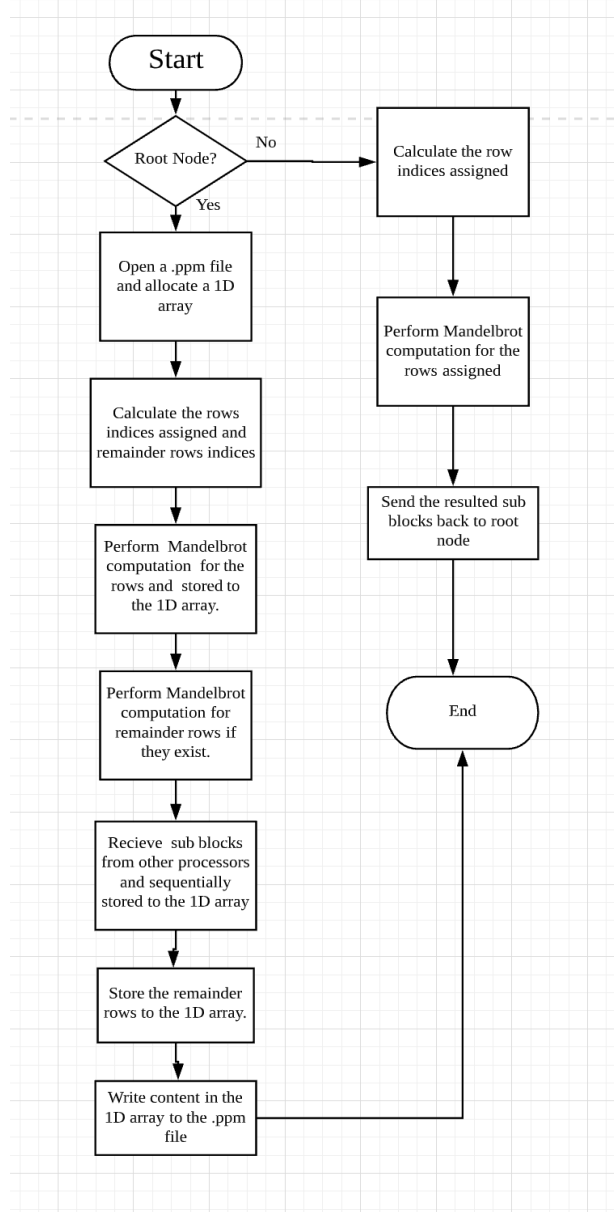 Start
Root Node?
No
Yes
Calculate the row
indices assigned
Open a .ppm file
and allocate a 1D
array
Perform Mandelbrot
computation for the
rows assigned
Calculate the rows
indices assigned and
remainder rows indices
Send the resulted sub
blocks back to root
node
Perform Mandelbrot
computation for the
rows and stored to
the 1D array.
Perform Mandelbrot
computation for
remainder rows if
they exist.
End
Recieve sub blocks
from other processors
and sequentially
stored to the 1D array
Store the remainder
rows to the 1D array.
Write content in the
1D array to the .ppm
file